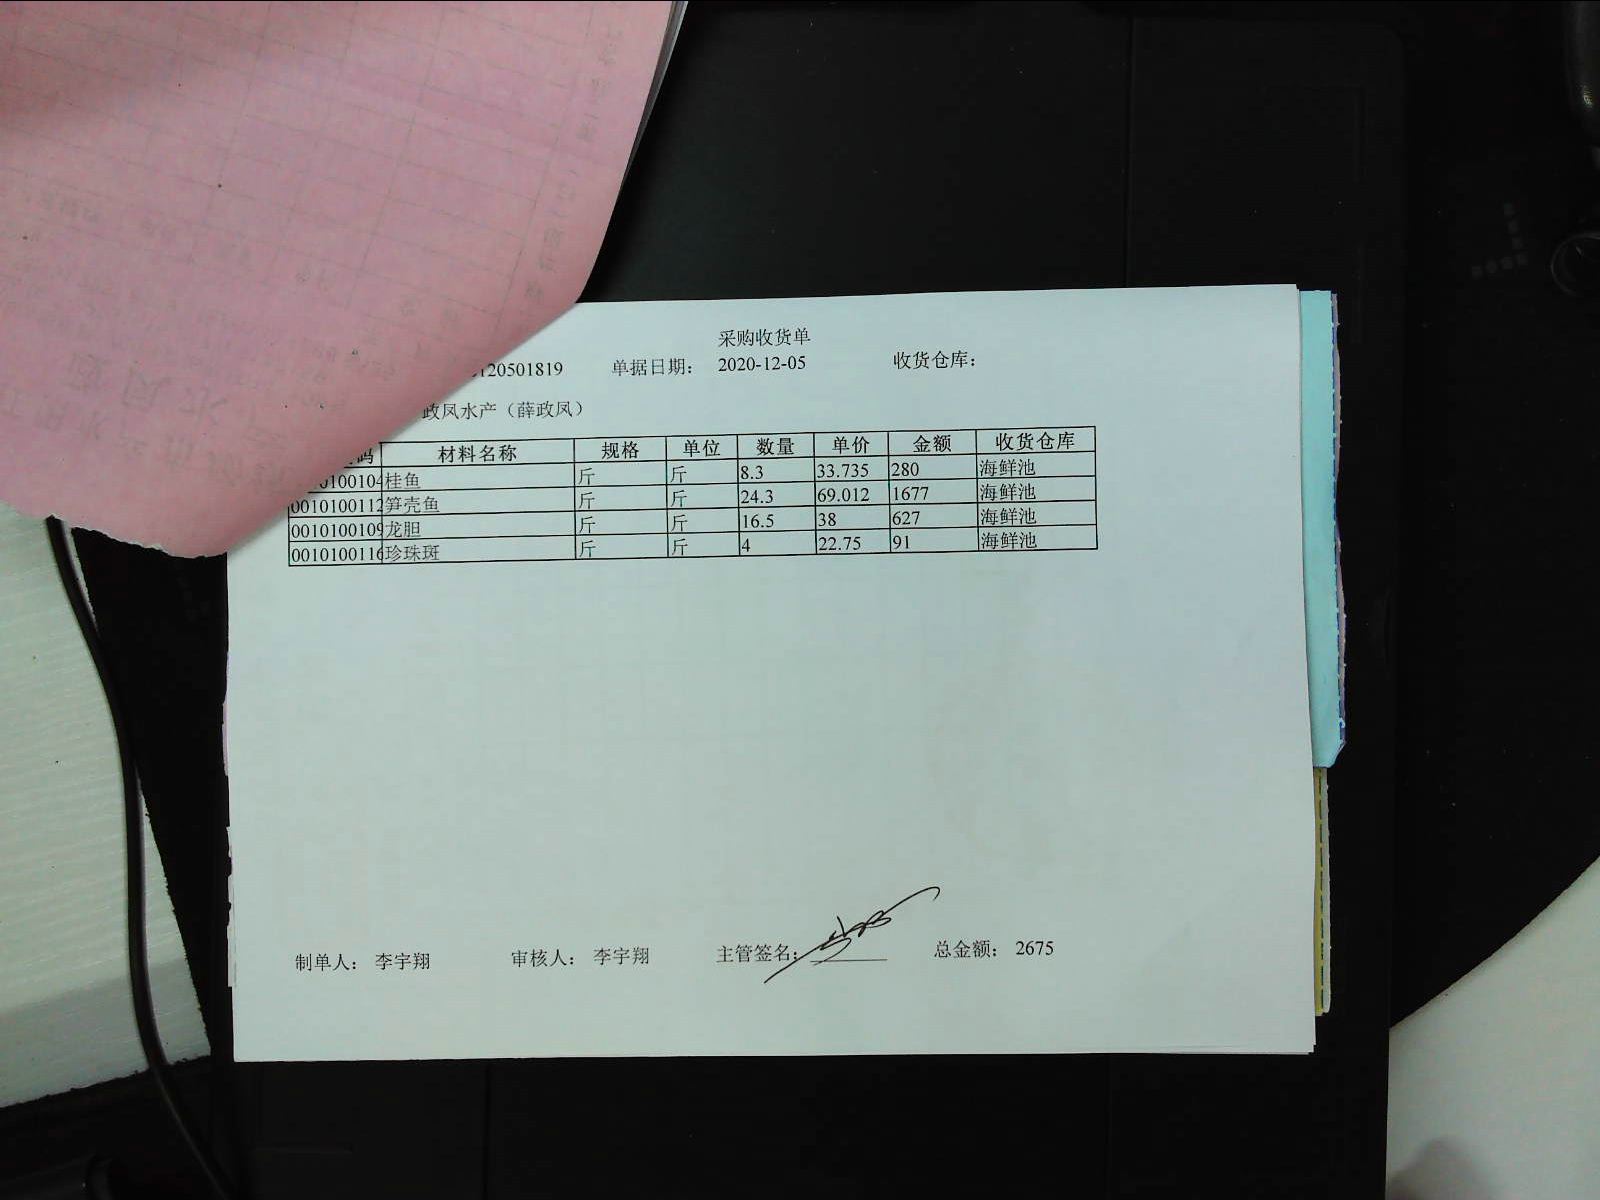 采购收货单
120501819 单据日期： 2020-12-05 收货仓库：
政凤水产（薛政凤）
码 材料名称 规格 单位 数量 单价 金额 收货仓库
0100104 桂鱼 斤 斤 8.3 33.735 280 海鲜池
0010100112 笋壳鱼 斤 斤 24.3 69.012 1677 海鲜池
0010100109 龙胆 斤 斤 16.5 38 627 海鲜池
0010100116 珍珠斑 斤 斤 4 22.75 91 海鲜池
制单人： 李宇翔 审核人： 李宇翔 主管签名： 总金额： 2675